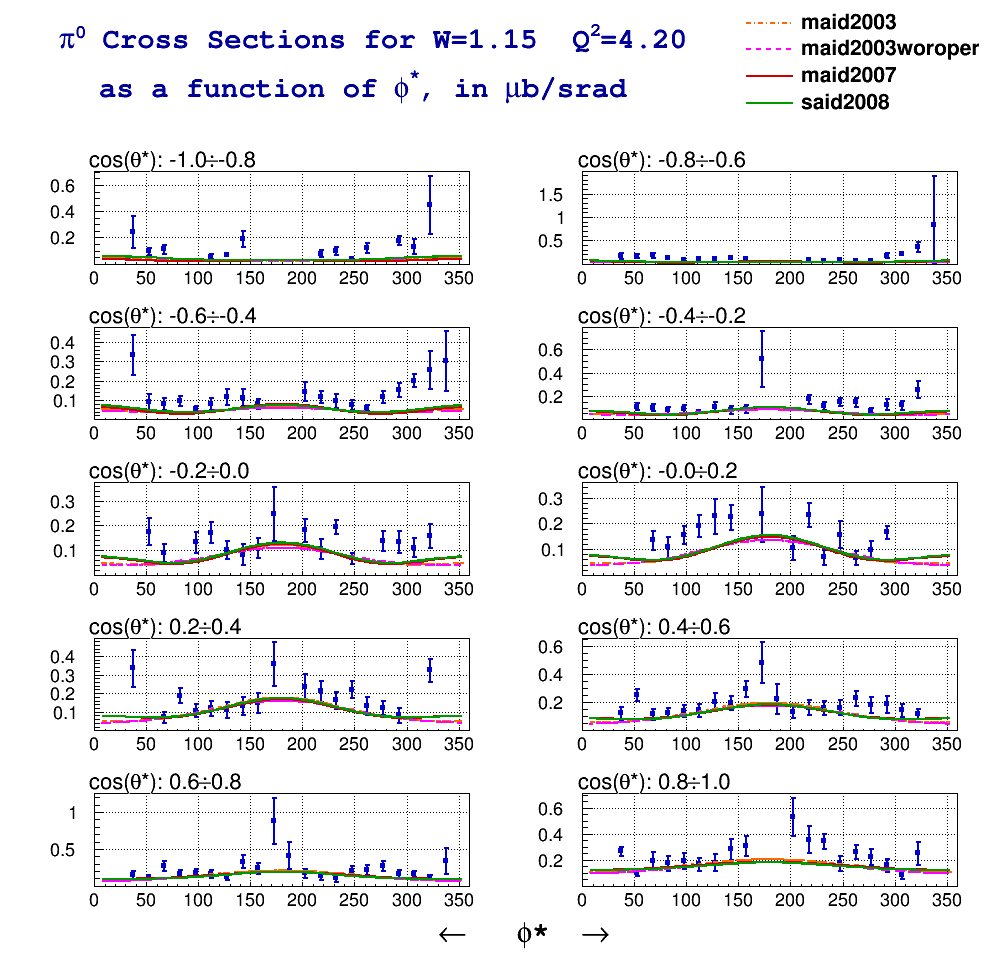 π⁰ Cross Sections for W=1.15 Q²=4.20
as a function of ϕ*, in μb/srad
maid2003
maid2003woroper
maid2007
said2008
cos(θ*): -1.0÷-0.8
0.6
0.4
0.2
0 50 100 150 200 250 300 350
cos(θ*): -0.8÷-0.6
1.5
1
0.5
0 50 100 150 200 250 300 350
cos(θ*): -0.6÷-0.4
0.4
0.3
0.2
0.1
0 50 100 150 200 250 300 350
cos(θ*): -0.4÷-0.2
0.6
0.4
0.2
0 50 100 150 200 250 300 350
cos(θ*): -0.2÷0.0
0.3
0.2
0.1
0 50 100 150 200 250 300 350
cos(θ*): -0.0÷0.2
0.3
0.2
0.1
0 50 100 150 200 250 300 350
cos(θ*): 0.2÷0.4
0.4
0.3
0.2
0.1
0 50 100 150 200 250 300 350
cos(θ*): 0.4÷0.6
0.6
0.4
0.2
0 50 100 150 200 250 300 350
cos(θ*): 0.6÷0.8
1
0.5
0 50 100 150 200 250 300 350
cos(θ*): 0.8÷1.0
0.6
0.4
0.2
0 50 100 150 200 250 300 350
← ϕ* →